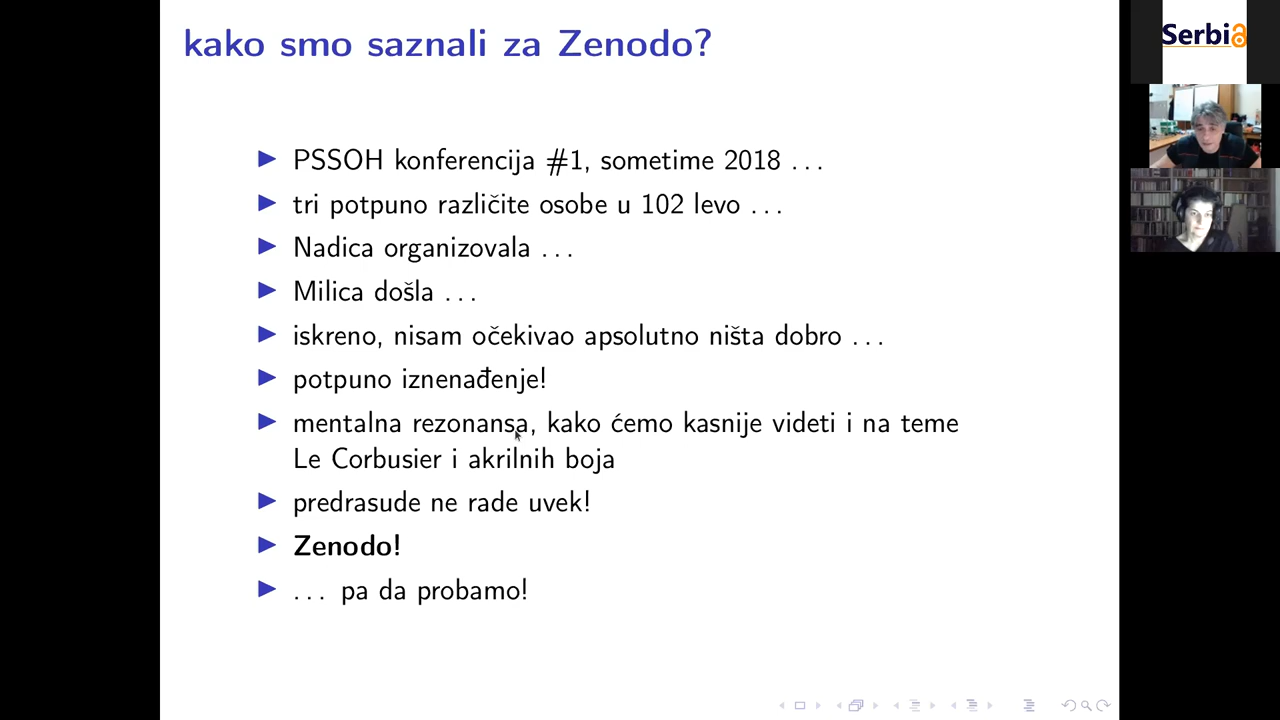 kako smo saznali za Zenodo?
PSSOH konferencija #1, sometime 2018 ...
tri potpuno različite osobe u 102 levo ...
Nadica organizovala ...
Milica došla ...
iskreno, nisam očekivao apsolutno ništa dobro ...
potpuno iznenađenje!
mentalna rezonansa, kako ćemo kasnije videti i na teme
Le Corbusier i akrilnih boja
predrasude ne rade uvek!
Zenodo!
... pa da probamo!
Serbia